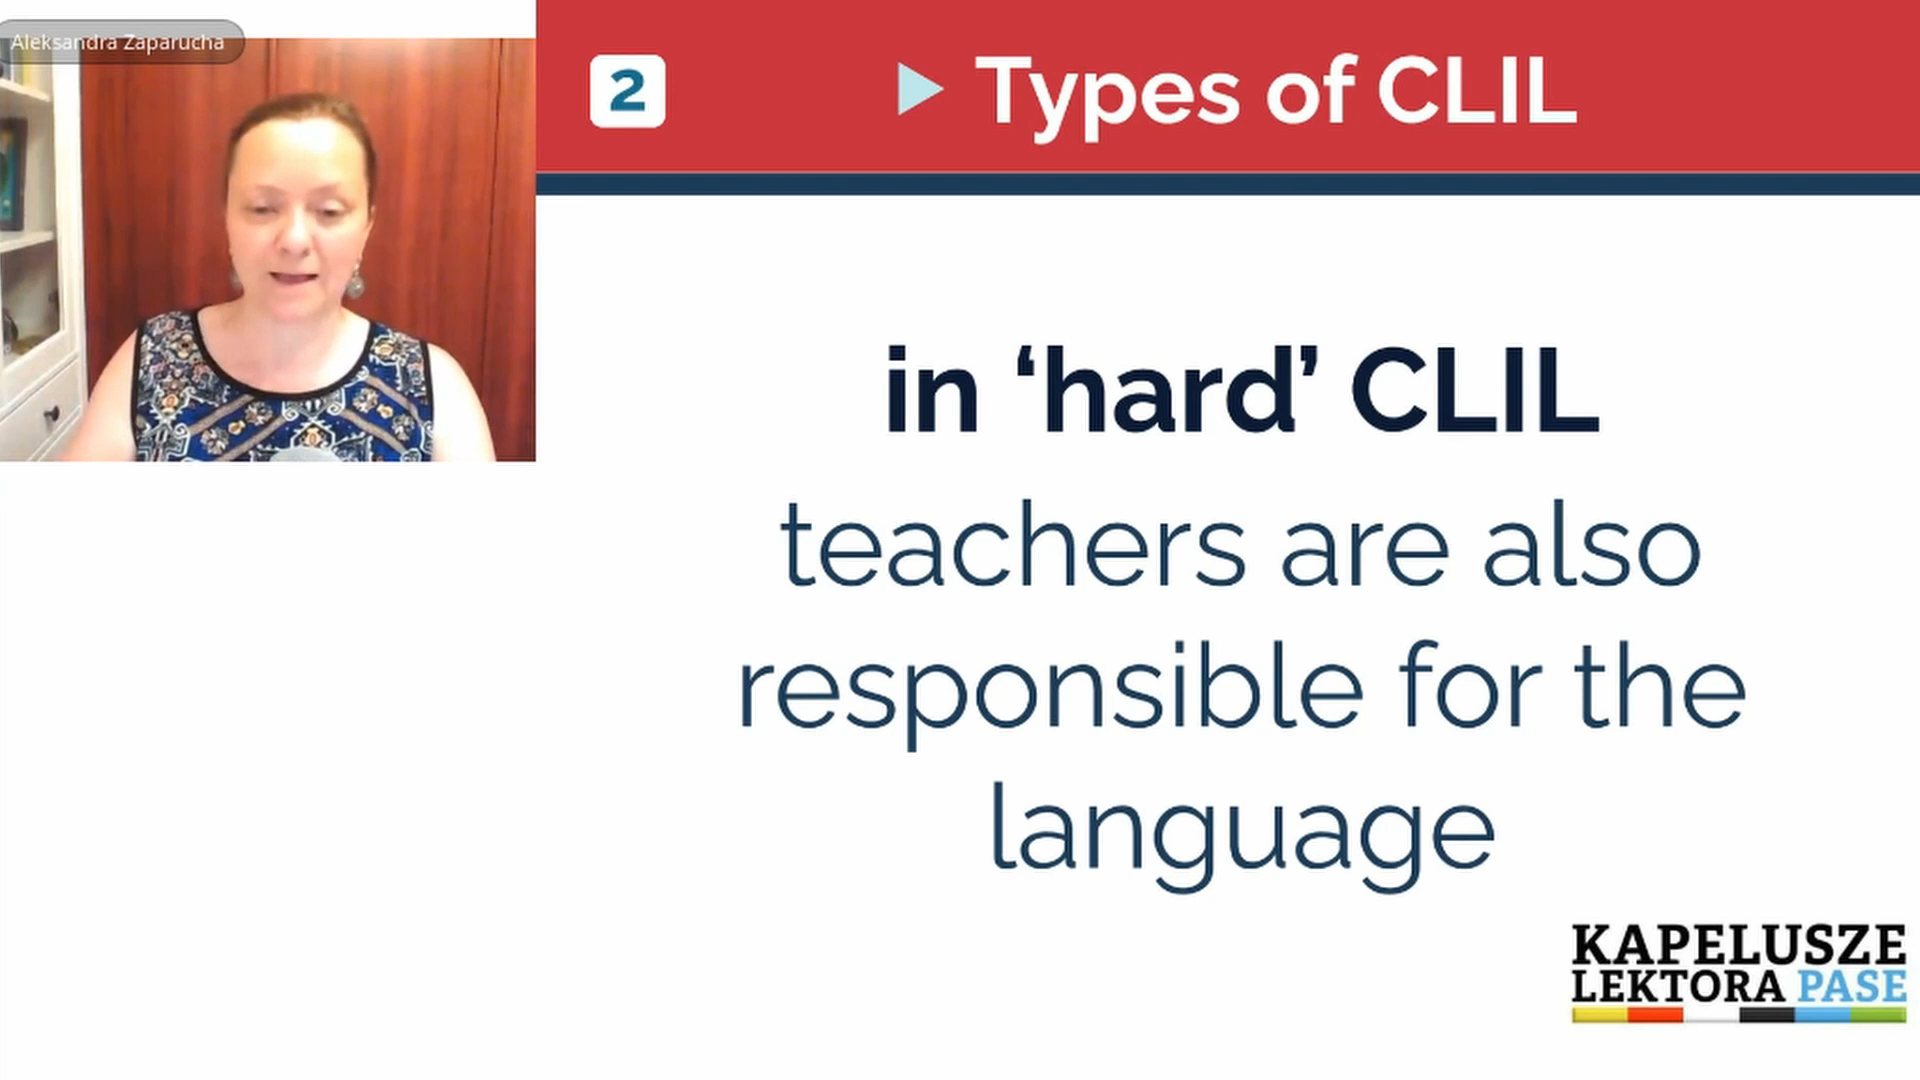 Aleksandra Zaparucha
2
Types of CLIL
in ‘hard’ CLIL
teachers are also
responsible for the
language
KAPELUSZE
LEKTORA PASE